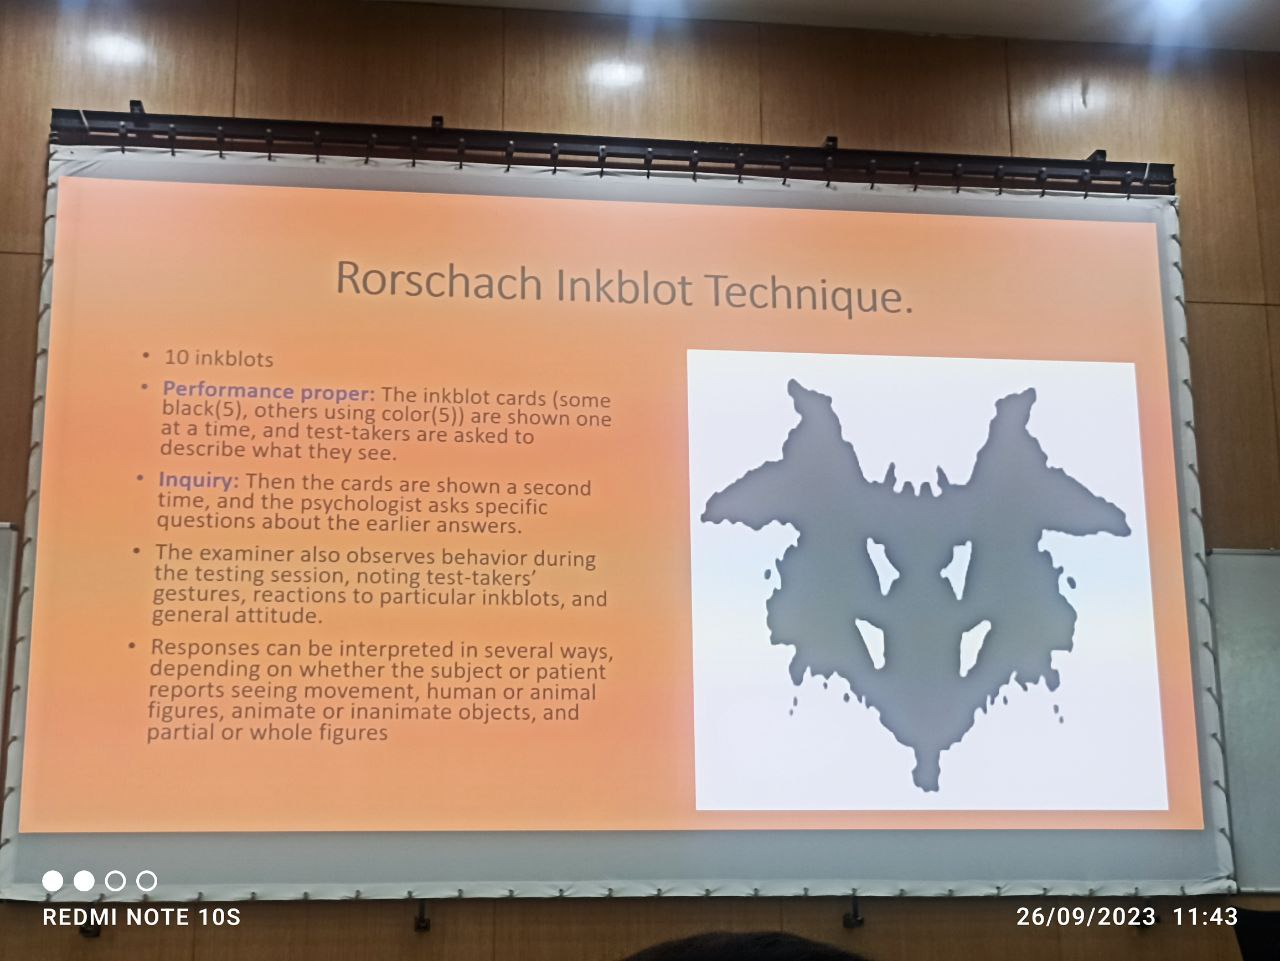 Rorschach Inkblot Technique.
• 10 inkblots
• Performance proper: The inkblot cards (some
black(5), others using color(5)) are shown one
at a time, and test-takers are asked to
describe what they see.
• Inquiry: Then the cards are shown a second
time, and the psychologist asks specific
questions about the earlier answers.
• The examiner also observes behavior during
the testing session, noting test-takers’
gestures, reactions to particular inkblots, and
general attitude.
• Responses can be interpreted in several ways,
depending on whether the subject or patient
reports seeing movement, human or animal
figures, animate or inanimate objects, and
partial or whole figures
REDMI NOTE 10S
26/09/2023 11:43